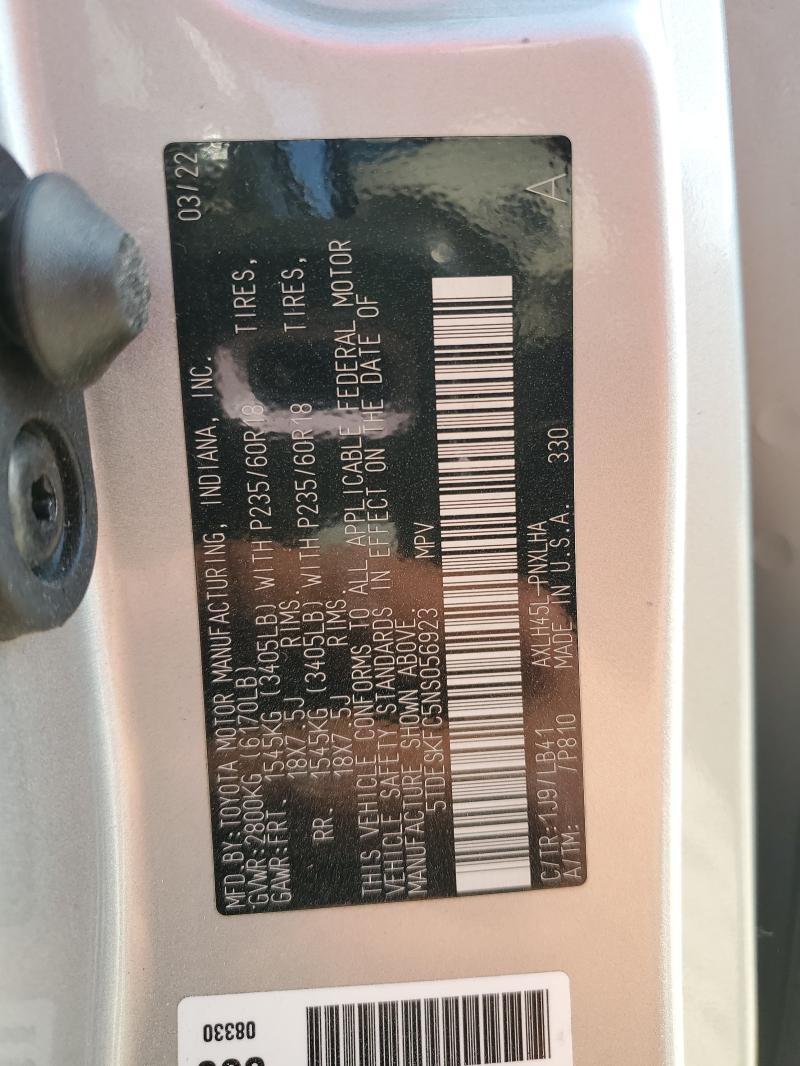 MFD.BY:TOYOTA MOTOR MANUFACTURING, INDIANA, INC. 03/22
GVWR:2800KG (6170LB)
GAWR:FRT. 1545KG (3405LB) WITH P235/60R18 TIRES,
18X7.5J RIMS.
RR. 1545KG (3405LB) WITH P235/60R18 TIRES,
18X7.5J RIMS.
THIS VEHICLE CONFORMS TO ALL APPLICABLE FEDERAL MOTOR
VEHICLE SAFETY STANDARDS IN EFFECT ON THE DATE OF
MANUFACTURE SHOWN ABOVE.
5TDESKFC5NS056923 MPV
C/TR:1J9/LB41 AXLH45L-PNXLHA 330 A
A/TM: /P810 MADE IN U.S.A.
08330